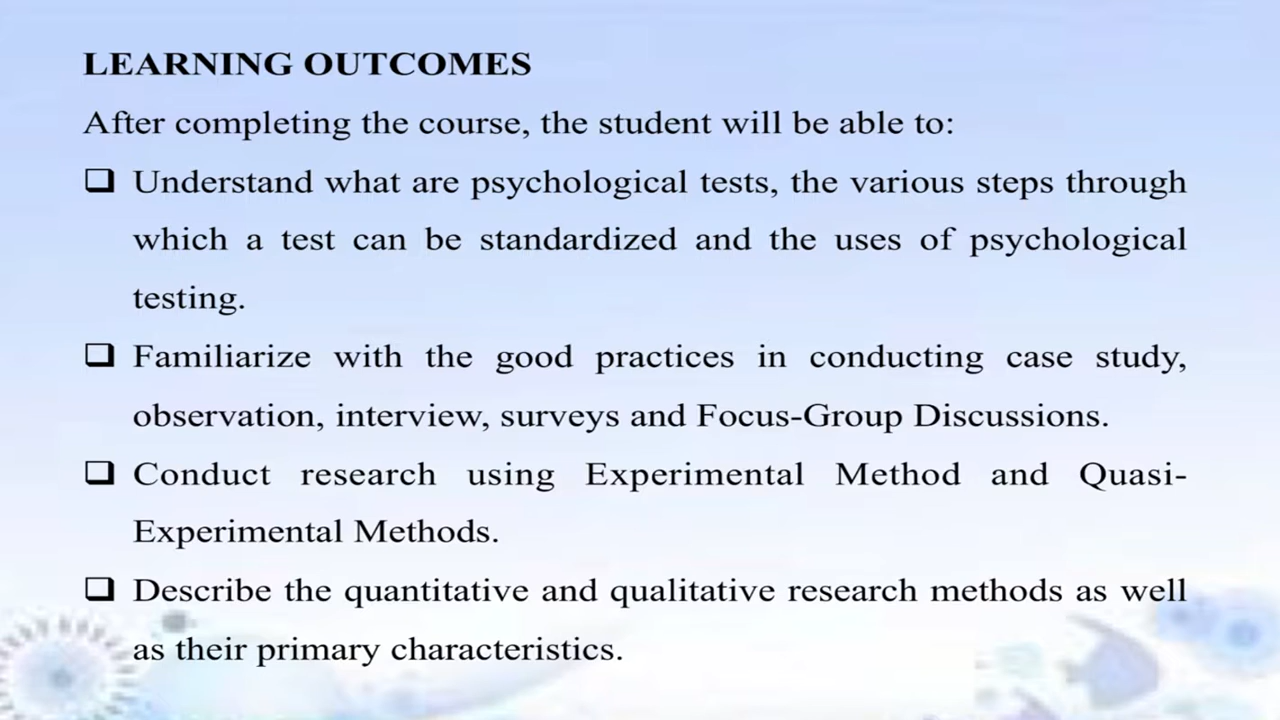 LEARNING OUTCOMES
After completing the course, the student will be able to:
❑ Understand what are psychological tests, the various steps through
which a test can be standardized and the uses of psychological
testing.
❑ Familiarize with the good practices in conducting case study,
observation, interview, surveys and Focus-Group Discussions.
❑ Conduct research using Experimental Method and Quasi-
Experimental Methods.
❑ Describe the quantitative and qualitative research methods as well
as their primary characteristics.